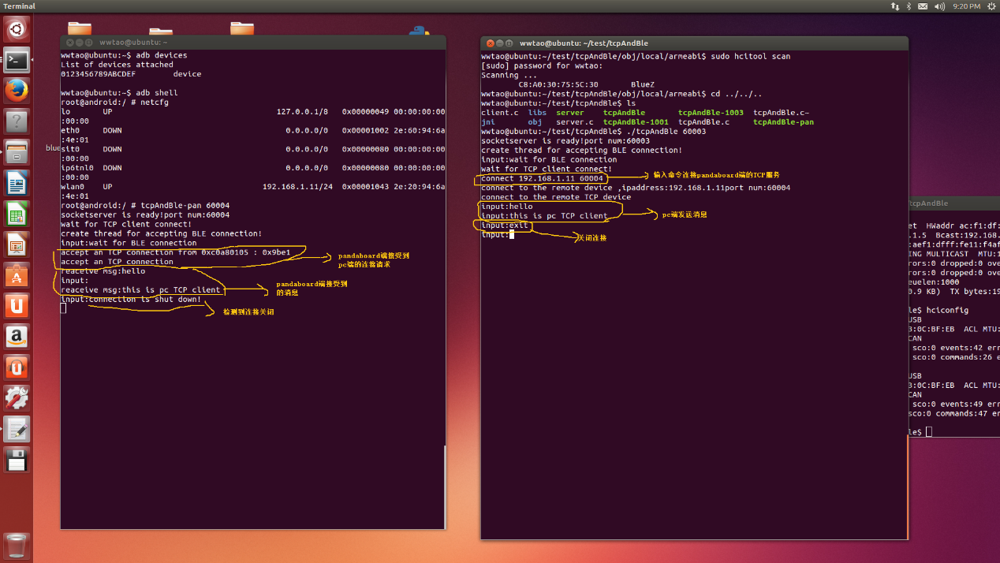 Terminal
9:20 PM
wwtao@ubuntu: ~
wwtao@ubuntu:~$ adb devices
List of devices attached
0123456789ABCDEF device
wwtao@ubuntu:~$ adb shell
root@android:/ # netcfg
lo UP 127.0.0.1/8 0x00000049 00:00:00:00
:00:00
eth0 DOWN 0.0.0.0/0 0x00001002 2e:60:94:6a
:4e:01
sit0 DOWN 0.0.0.0/0 0x00000080 00:00:00:00
:00:00
ip6tnl0 DOWN 0.0.0.0/0 0x00000080 00:00:00:00
:00:00
wlan0 UP 192.168.1.11/24 0x00001043 2e:60:94:6a
:4e:01
root@android:/ # tcpAndBle-pan 60004
socketserver is ready!port num:60004
wait for TCP client connect!
create thread for accepting BLE connection!
input:wait for BLE connection
accept an TCP connection from 0xc0a80105 : 0x9be1
accept an TCP connection
reaceive msg:hello
input:
reaceive msg:this is pc TCP client
input:connection is shut down!
pandaboard端接受到
pc端的连接请求
pandaboard端接受到
的消息
检测到连接关闭
blue
wwtao@ubuntu: ~/test/tcpAndBle
wwtao@ubuntu:~/test/tcpAndBle/obj/local/armeabi$ sudo hcitool scan
[sudo] password for wwtao:
Scanning ...
C8:A0:30:75:5C:30 BlueZ
wwtao@ubuntu:~/test/tcpAndBle/obj/local/armeabi$ cd ../../..
wwtao@ubuntu:~/test/tcpAndBle$ ls
client.c libs server tcpAndBle tcpAndBle-1003 tcpAndBle.c~
jni obj server.c tcpAndBle-1001 tcpAndBle.c tcpAndBle-pan
wwtao@ubuntu:~/test/tcpAndBle$ ./tcpAndBle 60003
socketserver is ready!port num:60003
create thread for accepting BLE connection!
input:wait for BLE connection
wait for TCP client connect!
connect 192.168.1.11 60004
connect to the remote device ,ipaddress:192.168.1.11port num:60004
connect to the remote TCP device
input:hello
input:this is pc TCP client
input:exit
input:
输入命令连接pandaboard端的TCP服务
pc端发送消息
关闭连接
tcpAndBle
et HWaddr ac:f1:df:
.1.5 Bcast:192.168.
:aef1:dfff:fe11:f4af
ING MULTICAST MTU:1
rors:0 dropped:0 ove
rors:0 dropped:0 ove
euelen:1000
0.9 KB) TX bytes:19
le$ hciconfig
USB
3:0C:BF:EB ACL MTU:
CAN
sco:0 events:42 err
sco:0 commands:26 e
USB
3:0C:BF:EB ACL MTU:
CAN
sco:0 events:49 err
sco:0 commands:47 er
le$